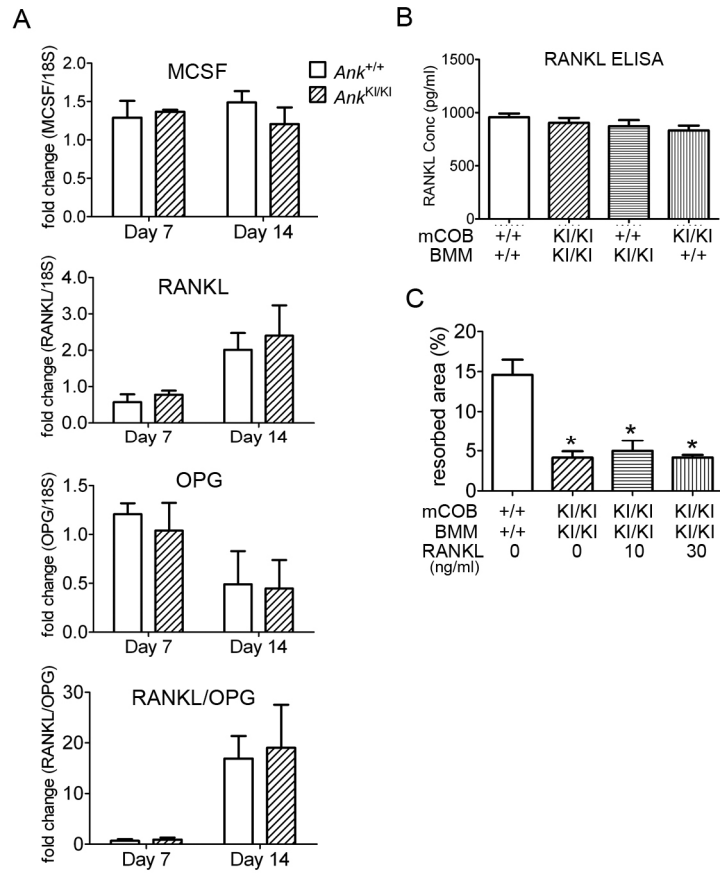 A
MCSF
Ank+/+
AnkKI/KI
fold change (MCSF/18S)
2.0
1.5
1.0
0.5
0.0
Day 7 Day 14
RANKL
fold change (RANKL/18S)
4.0
3.0
2.0
1.0
0.0
Day 7 Day 14
OPG
fold change (OPG/18S)
1.5
1.0
0.5
0.0
Day 7 Day 14
RANKL/OPG
fold change (RANKL/OPG)
30
20
10
0
Day 7 Day 14
B
RANKL ELISA
RANKL Conc (pg/ml)
1500
1000
500
0
mCOB +/+ KI/KI +/+ KI/KI
BMM +/+ KI/KI KI/KI +/+
C
resorbed area (%)
20
15
10
5
0
* * *
mCOB +/+ KI/KI KI/KI KI/KI
BMM +/+ KI/KI KI/KI KI/KI
RANKL 0 0 10 30
(ng/ml)